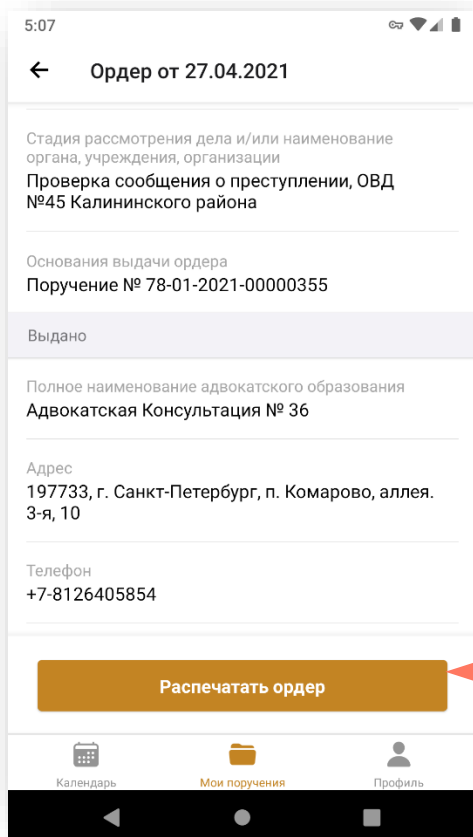 5:07
Ордер от 27.04.2021
Стадия рассмотрения дела и/или наименование
органа, учреждения, организации
Проверка сообщения о преступлении, ОВД
№45 Калининского района
Основания выдачи ордера
Поручение № 78-01-2021-00000355
Выдано
Полное наименование адвокатского образования
Адвокатская Консультация № 36
Адрес
197733, г. Санкт-Петербург, п. Комарово, аллея.
3-я, 10
Телефон
+7-8126405854
Распечатать ордер
Календарь
Мои поручения
Профиль